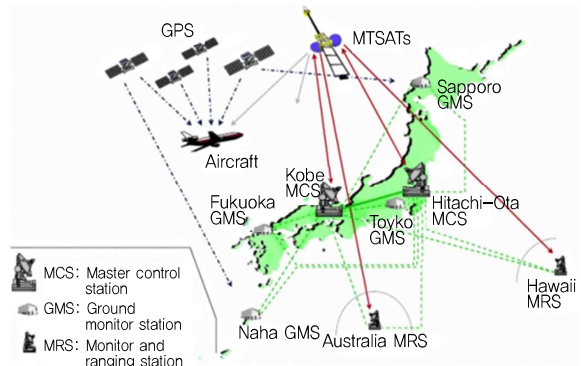 GPS
MTSATs
Sapporo
GMS
Aircraft
Kobe
MCS
Fukuoka
GMS
Hitachi-Ota
MCS
Toyko
GMS
Hawaii
MRS
Naha GMS
Australia MRS
MCS: Master control
station
GMS: Ground
monitor station
MRS: Monitor and
ranging station